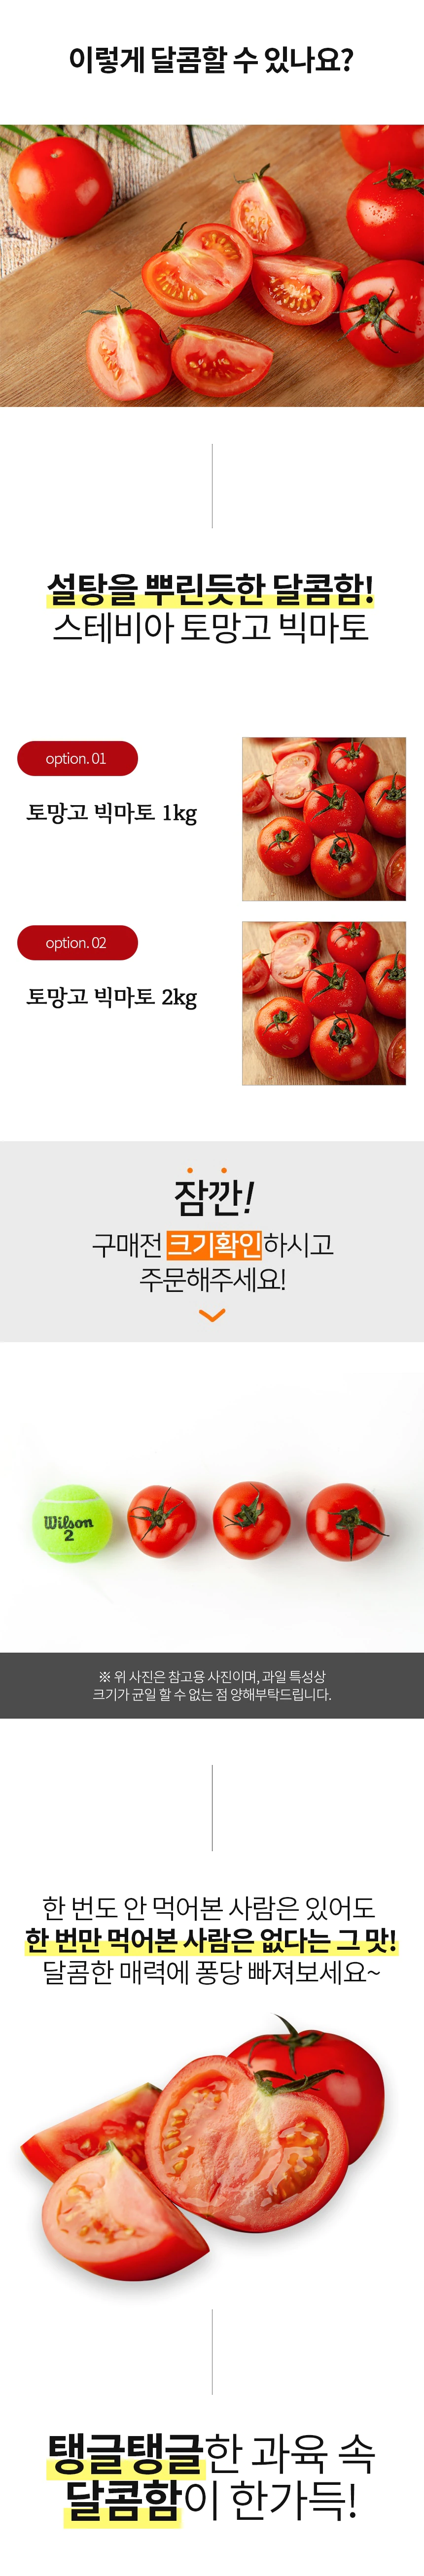 이렇게 달콤할 수 있나요?
설탕을 뿌린듯한 달콤함!
스테비아 토망고 빅마토
option. 01
토망고 빅마토 1kg
option. 02
토망고 빅마토 2kg
잠깐!
구매전 크기확인하시고
주문해주세요!
Wilson
2
※ 위 사진은 참고용 사진이며, 과일 특성상
크기가 균일 할 수 없는 점 양해부탁드립니다.
한 번도 안 먹어본 사람은 있어도
한 번만 먹어본 사람은 없다는 그 맛!
달콤한 매력에 퐁당 빠져보세요~
탱글탱글한 과육 속
달콤함이 한가득!